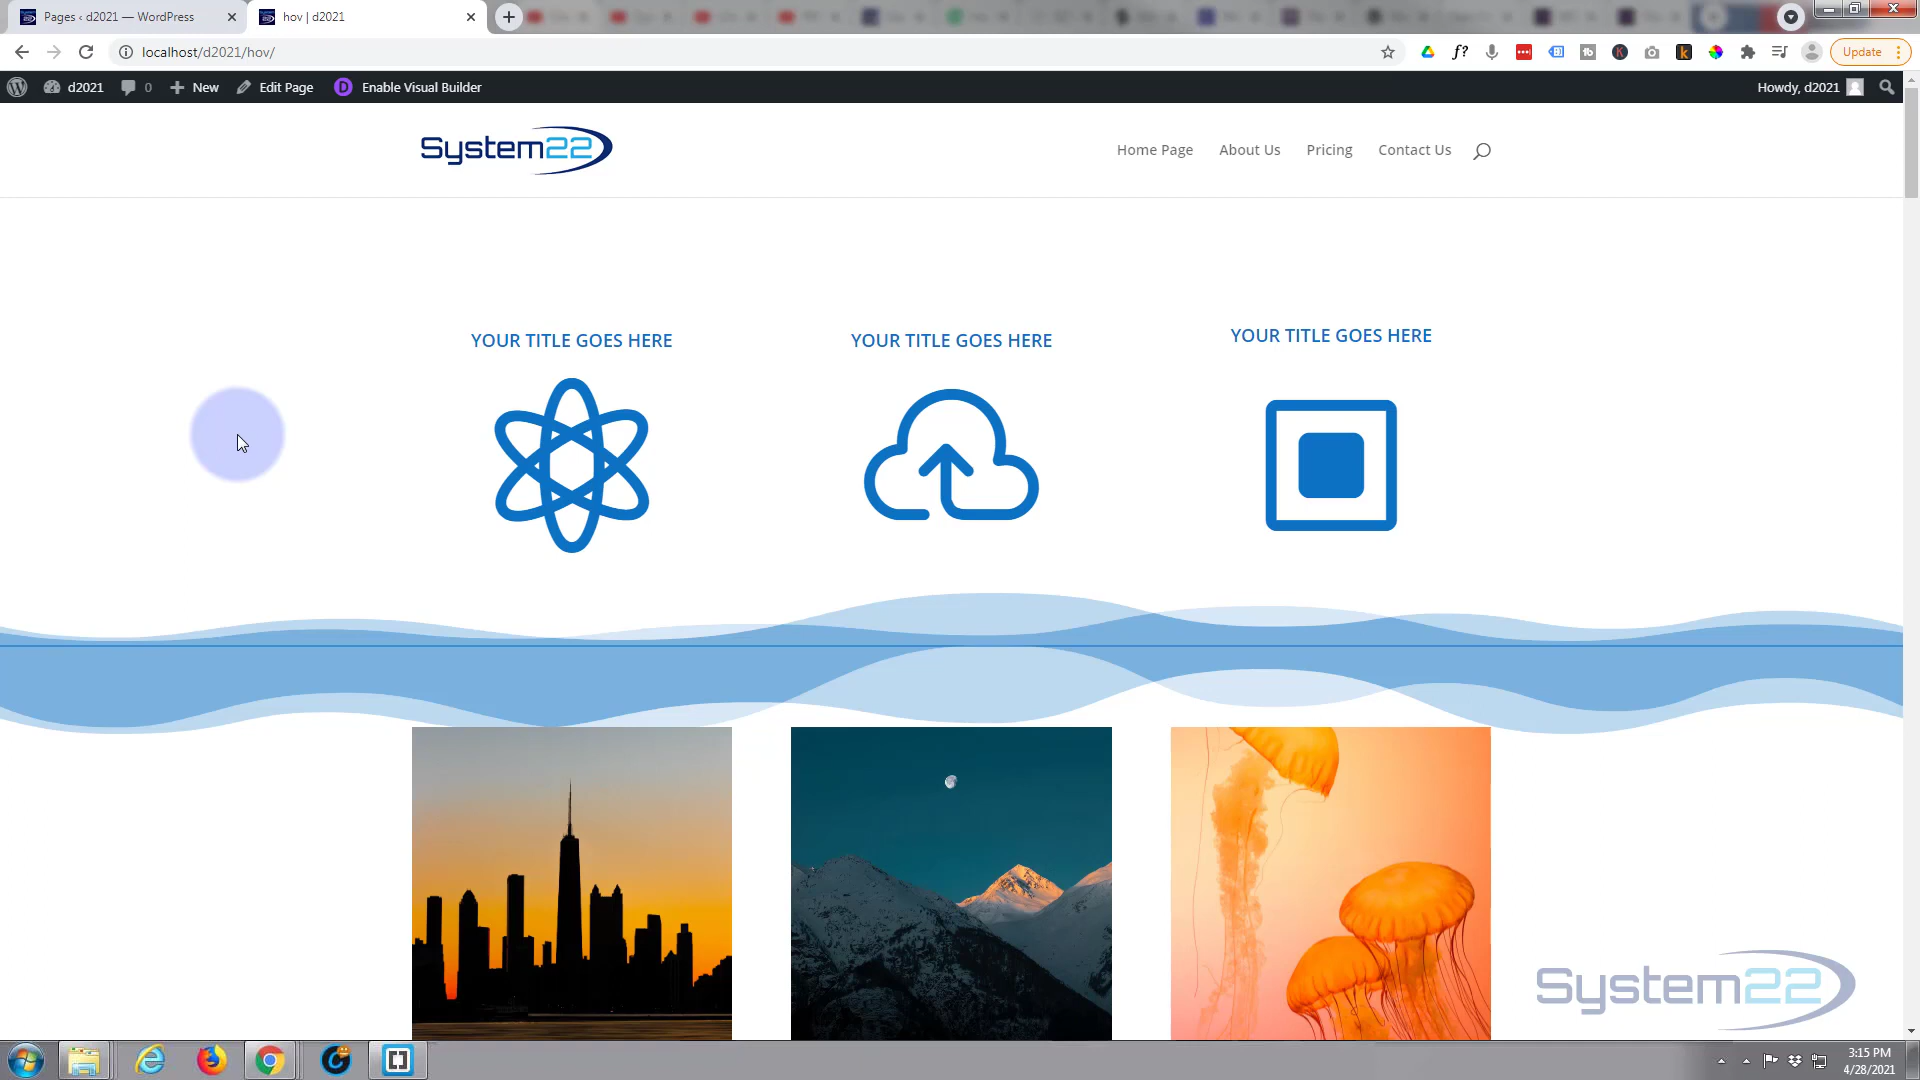 Pages ‹ d2021 — WordPress
hov | d2021
localhost/d2021/hov/
Update
d2021
0
New
Edit Page
Enable Visual Builder
Howdy, d2021
System22
Home Page
About Us
Pricing
Contact Us
YOUR TITLE GOES HERE
YOUR TITLE GOES HERE
YOUR TITLE GOES HERE
System22
3:15 PM
4/28/2021